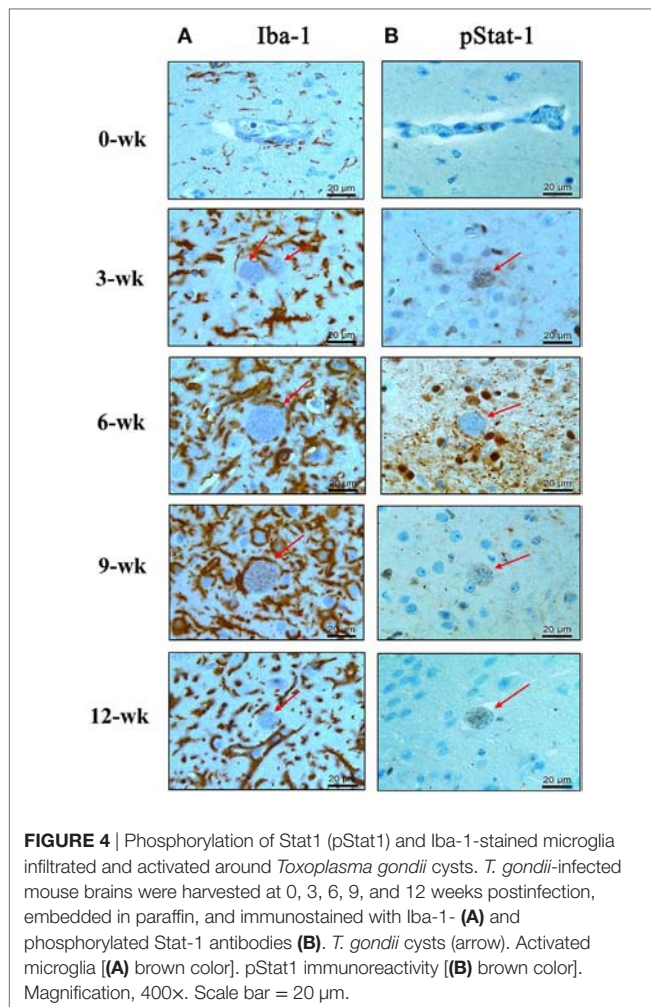 A Iba-1 B pStat-1
0-wk
20 µm 20 µm
3-wk
20 µm 20 µm
6-wk
20 µm 20 µm
9-wk
20 µm 20 µm
12-wk
20 µm 20 µm
FIGURE 4 | Phosphorylation of Stat1 (pStat1) and Iba-1-stained microglia
infiltrated and activated around Toxoplasma gondii cysts. T. gondii-infected
mouse brains were harvested at 0, 3, 6, 9, and 12 weeks postinfection,
embedded in paraffin, and immunostained with Iba-1- (A) and
phosphorylated Stat-1 antibodies (B). T. gondii cysts (arrow). Activated
microglia [(A) brown color]. pStat1 immunoreactivity [(B) brown color].
Magnification, 400×. Scale bar = 20 µm.